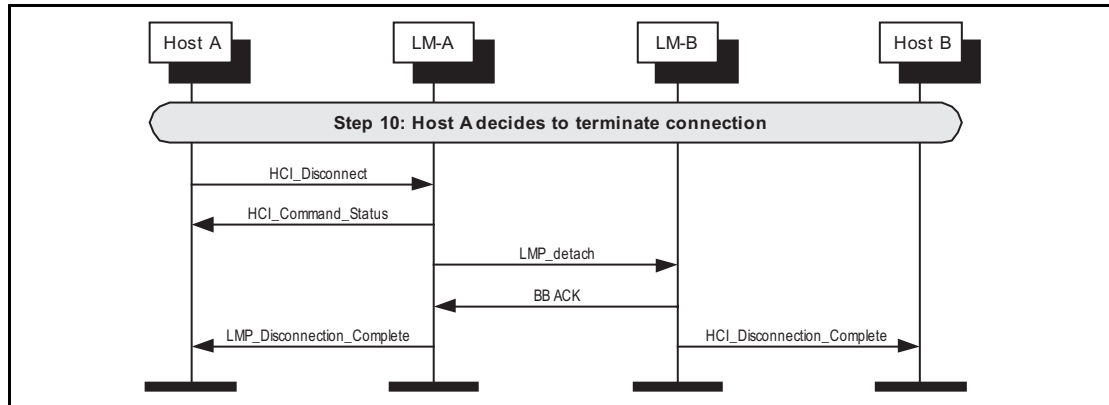 Host A
LM-A
LM-B
Host B
Step 10: Host A decides to terminate connection
HCI_Disconnect
HCI_Command_Status
LMP_detach
BB ACK
LMP_Disconnection_Complete
HCI_Disconnection_Complete